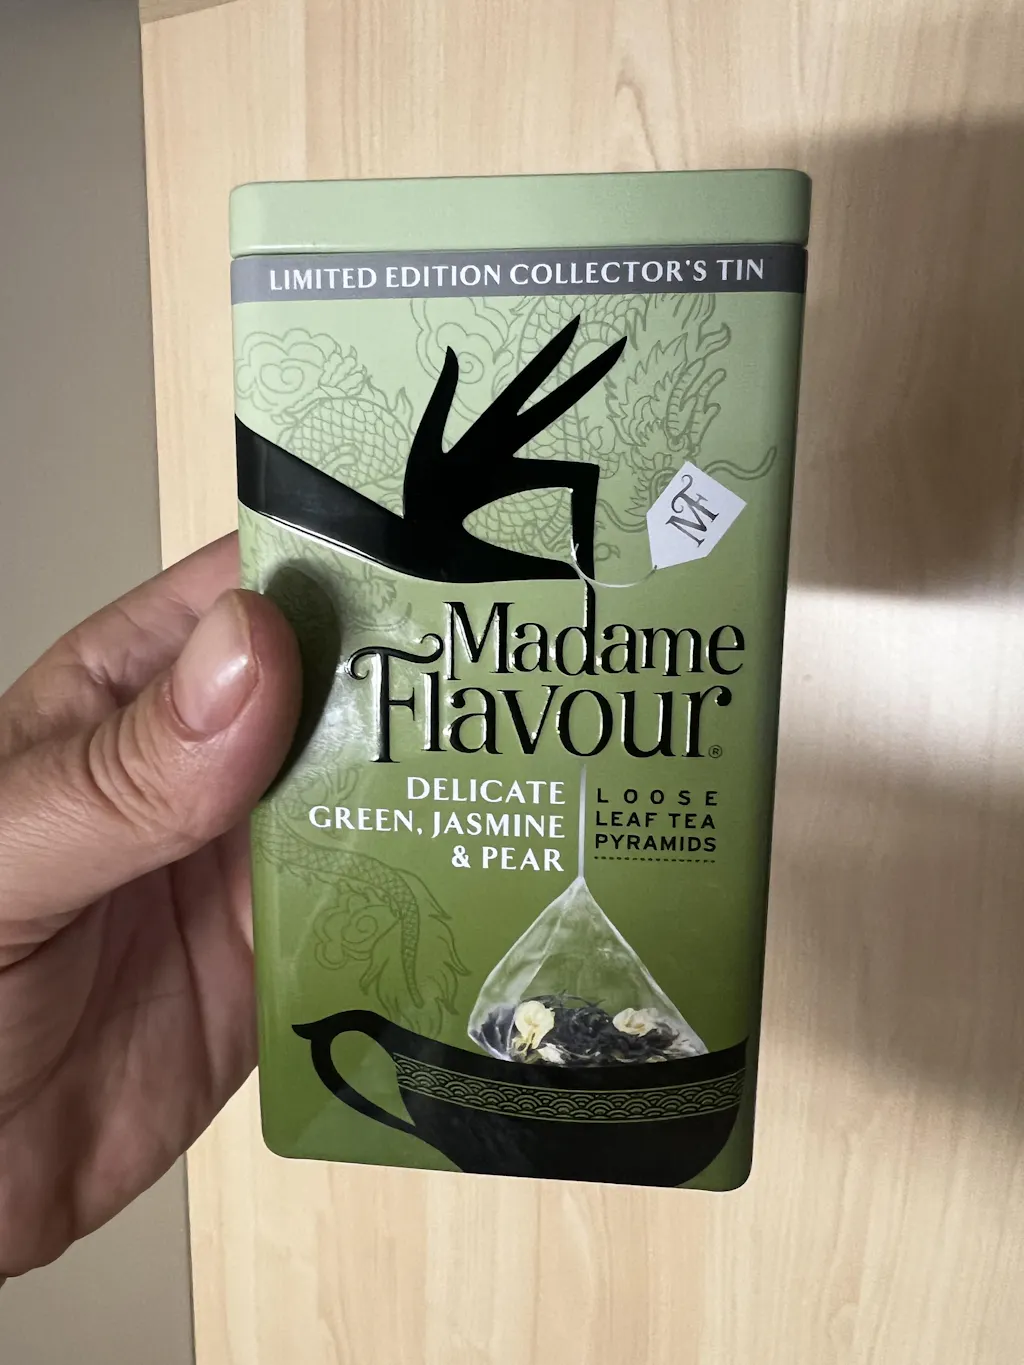 LIMITED EDITION COLLECTOR'S TIN
MF
Madame
Flavour®
DELICATE
GREEN, JASMINE
& PEAR
LOOSE
LEAF TEA
PYRAMIDS